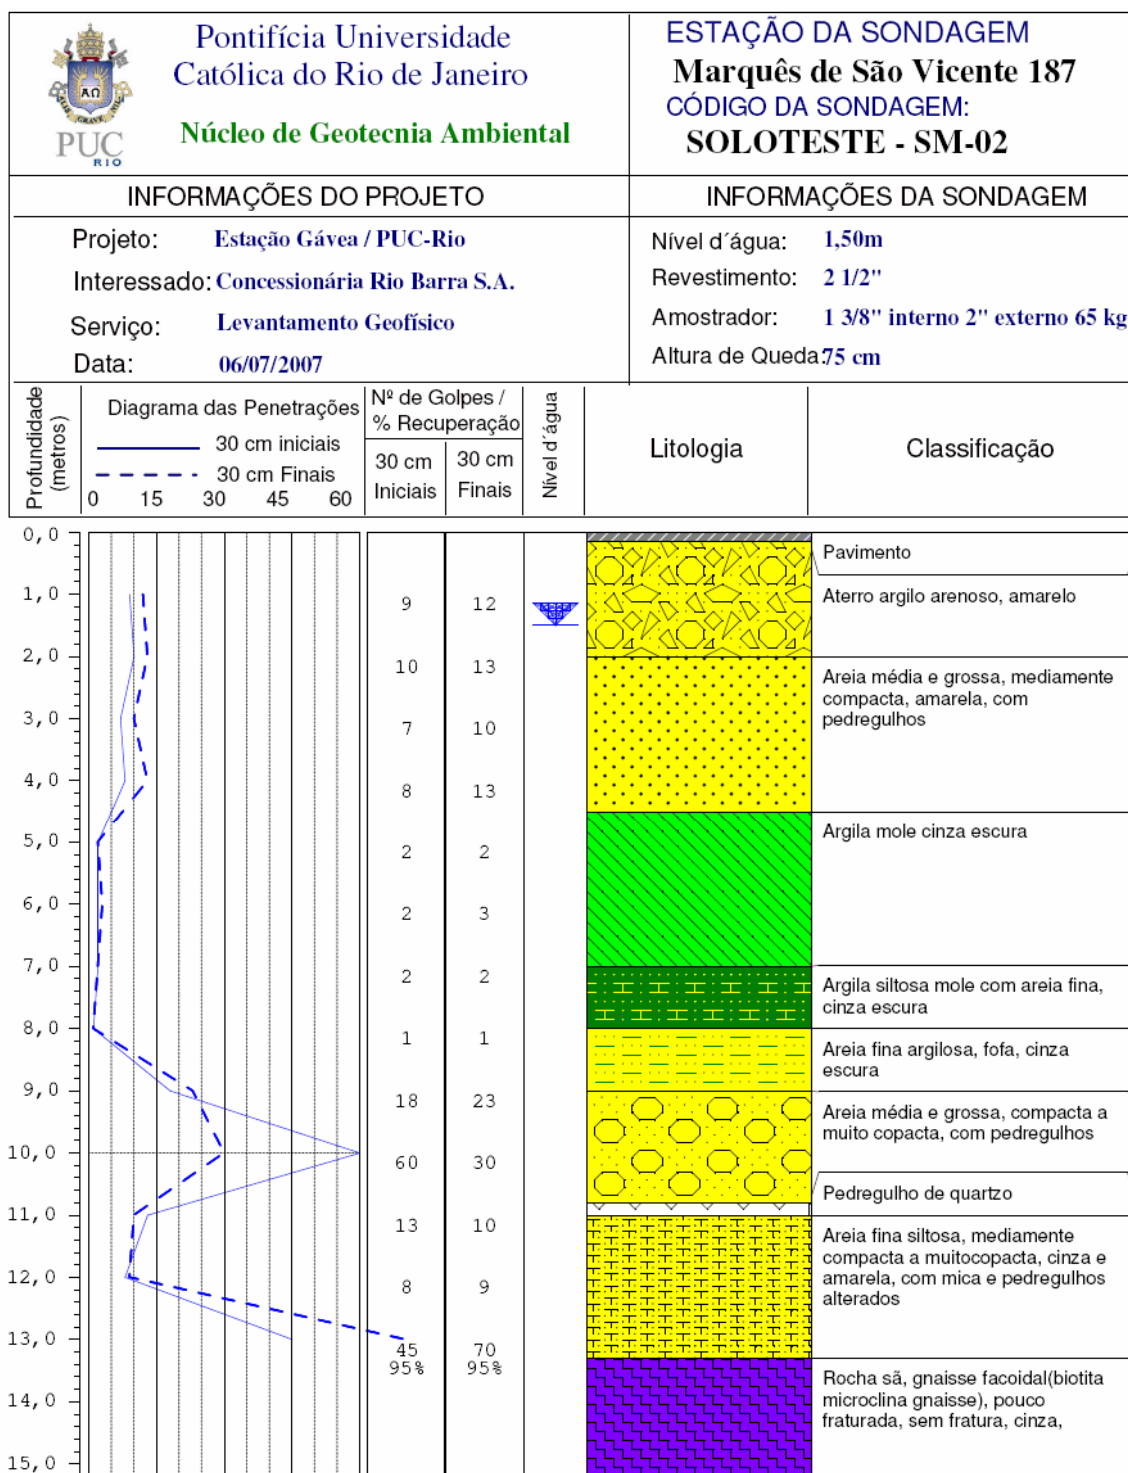 Pontifícia Universidade
Católica do Rio de Janeiro
Núcleo de Geotecnia Ambiental
ΑΩ
ALIS GRAVE NIL
PUC
RIO
ESTAÇÃO DA SONDAGEM
Marquês de São Vicente 187
CÓDIGO DA SONDAGEM:
SOLOTESTE - SM-02
INFORMAÇÕES DO PROJETO
Projeto: Estação Gávea / PUC-Rio
Interessado: Concessionária Rio Barra S.A.
Serviço: Levantamento Geofísico
Data: 06/07/2007
INFORMAÇÕES DA SONDAGEM
Nível d´água: 1,50m
Revestimento: 2 1/2"
Amostrador: 1 3/8" interno 2" externo 65 kg
Altura de Queda: 75 cm
Profundidade
(metros)
Diagrama das Penetrações
30 cm iniciais
30 cm Finais
0 15 30 45 60
Nº de Golpes /
% Recuperação
30 cm
Iniciais
30 cm
Finais
Nível d´água
Litologia
Classificação
0,0
Pavimento
1,0 9 12
Aterro argilo arenoso, amarelo
2,0 10 13
Areia média e grossa, mediamente
compacta, amarela, com
pedregulhos
3,0 7 10
4,0 8 13
Argila mole cinza escura
5,0 2 2
6,0 2 3
7,0 2 2
Argila siltosa mole com areia fina,
cinza escura
8,0 1 1
Areia fina argilosa, fofa, cinza
escura
9,0 18 23
Areia média e grossa, compacta a
muito copacta, com pedregulhos
10,0 60 30
Pedregulho de quartzo
11,0 13 10
Areia fina siltosa, mediamente
compacta a muitocopacta, cinza e
amarela, com mica e pedregulhos
alterados
12,0 8 9
13,0 45 70
95% 95%
Rocha sã, gnaisse facoidal(biotita
microclina gnaisse), pouco
fraturada, sem fratura, cinza,
14,0
15,0